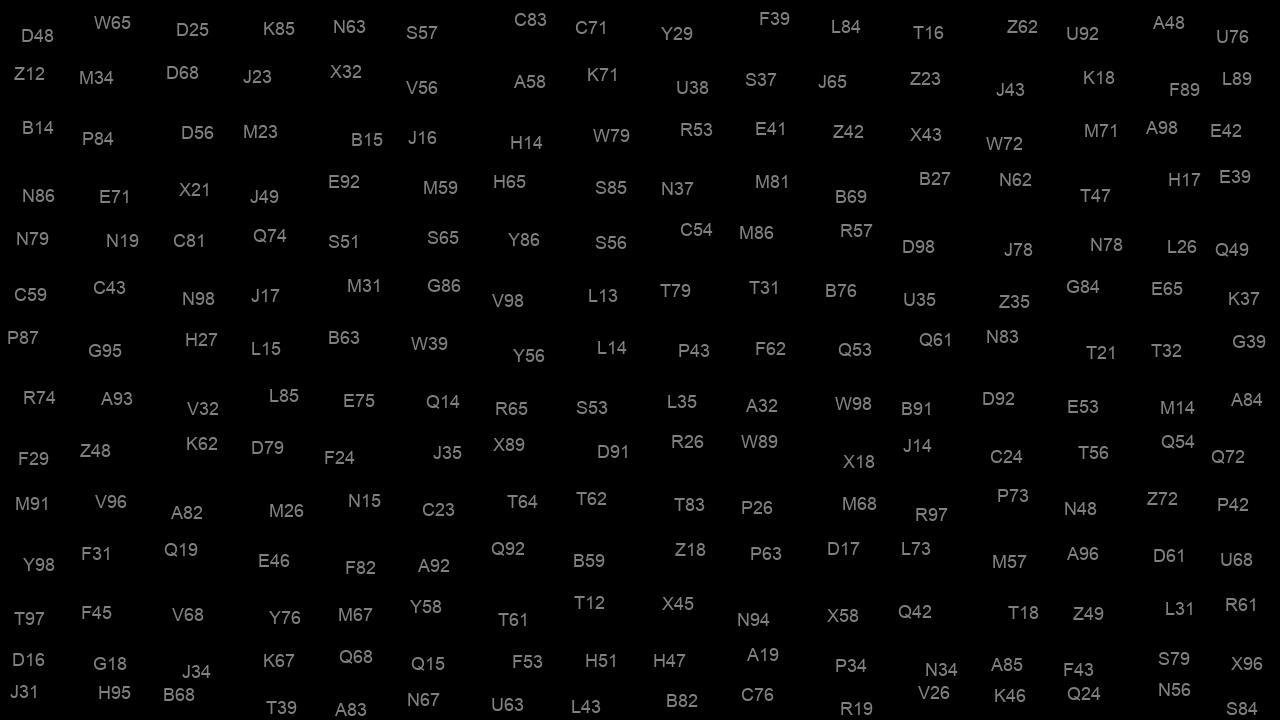 D48 W65 D25 K85 N63 S57 C83 C71 Y29 F39 L84 T16 Z62 U92 A48 U76
Z12 M34 D68 J23 X32 V56 A58 K71 U38 S37 J65 Z23 J43 K18 F89 L89
B14 P84 D56 M23 B15 J16 H14 W79 R53 E41 Z42 X43 W72 M71 A98 E42
N86 E71 X21 J49 E92 M59 H65 S85 N37 M81 B69 B27 N62 T47 H17 E39
N79 N19 C81 Q74 S51 S65 Y86 S56 C54 M86 R57 D98 J78 N78 L26 Q49
C59 C43 N98 J17 M31 G86 V98 L13 T79 T31 B76 U35 Z35 G84 E65 K37
P87 G95 H27 L15 B63 W39 Y56 L14 P43 F62 Q53 Q61 N83 T21 T32 G39
R74 A93 V32 L85 E75 Q14 R65 S53 L35 A32 W98 B91 D92 E53 M14 A84
F29 Z48 K62 D79 F24 J35 X89 D91 R26 W89 X18 J14 C24 T56 Q54 Q72
M91 V96 A82 M26 N15 C23 T64 T62 T83 P26 M68 R97 P73 N48 Z72 P42
Y98 F31 Q19 E46 F82 A92 Q92 B59 Z18 P63 D17 L73 M57 A96 D61 U68
T97 F45 V68 Y76 M67 Y58 T61 T12 X45 N94 X58 Q42 T18 Z49 L31 R61
D16 G18 J34 K67 Q68 Q15 F53 H51 H47 A19 P34 N34 A85 F43 S79 X96
J31 H95 B68 T39 A83 N67 U63 L43 B82 C76 R19 V26 K46 Q24 N56 S84